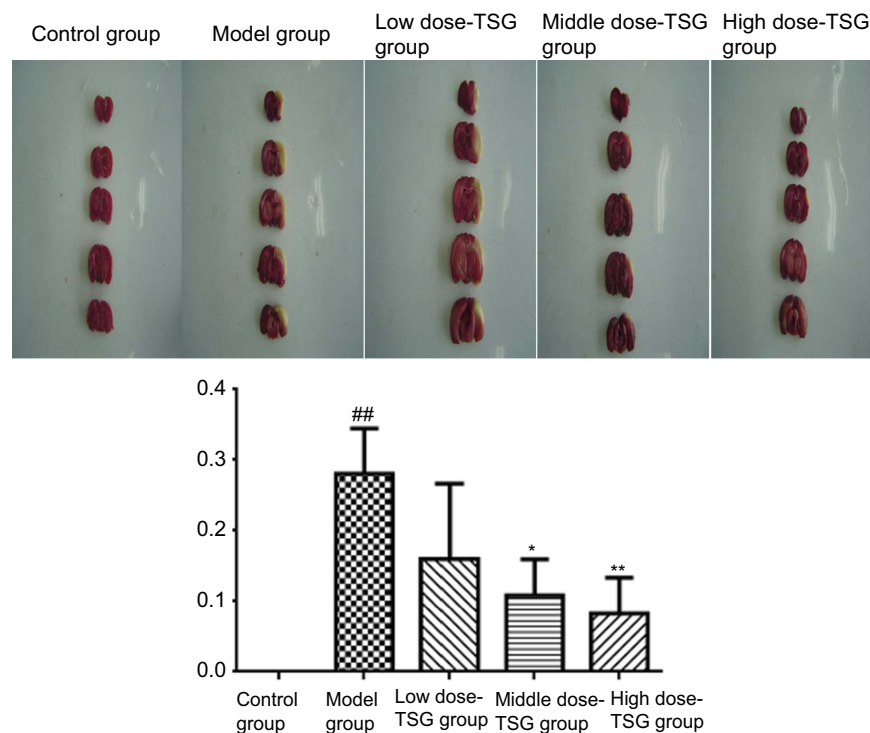 Control group
Model group
Low dose-TSG
group
Middle dose-TSG
group
High dose-TSG
group
0.4
0.3
0.2
0.1
0.0
##
*
**
Control
group
Model
group
Low dose-
TSG group
Middle dose-
TSG group
High dose-
TSG group